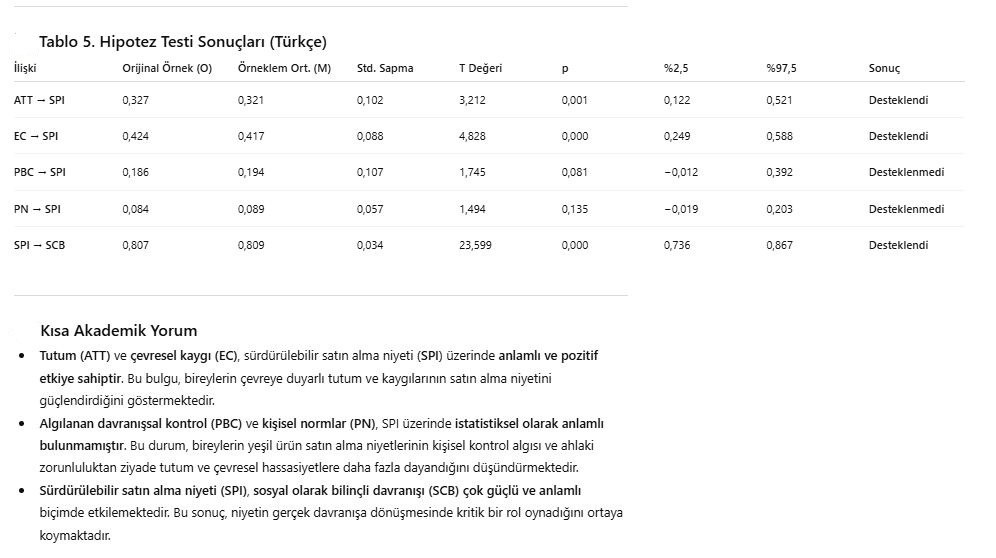 Tablo 5. Hipotez Testi Sonuçları (Türkçe)
İlişki Orijinal Örnek (O) Örneklem Ort. (M) Std. Sapma T Değeri p %2,5 %97,5 Sonuç
ATT → SPI 0,327 0,321 0,102 3,212 0,001 0,122 0,521 Desteklendi
EC → SPI 0,424 0,417 0,088 4,828 0,000 0,249 0,588 Desteklendi
PBC → SPI 0,186 0,194 0,107 1,745 0,081 −0,012 0,392 Desteklenmedi
PN → SPI 0,084 0,089 0,057 1,494 0,135 −0,019 0,203 Desteklenmedi
SPI → SCB 0,807 0,809 0,034 23,599 0,000 0,736 0,867 Desteklendi
Kısa Akademik Yorum
• Tutum (ATT) ve çevresel kaygı (EC), sürdürülebilir satın alma niyeti (SPI) üzerinde anlamlı ve pozitif
etkiye sahiptir. Bu bulgu, bireylerin çevreye duyarlı tutum ve kaygılarının satın alma niyetini
güçlendirdiğini göstermektedir.
• Algılanan davranışsal kontrol (PBC) ve kişisel normlar (PN), SPI üzerinde istatistiksel olarak anlamlı
bulunmamıştır. Bu durum, bireylerin yeşil ürün satın alma niyetlerinin kişisel kontrol algısı ve ahlaki
zorunluluktan ziyade tutum ve çevresel hassasiyetlere daha fazla dayandığını düşündürmektedir.
• Sürdürülebilir satın alma niyeti (SPI), sosyal olarak bilinçli davranışı (SCB) çok güçlü ve anlamlı
biçimde etkilemektedir. Bu sonuç, niyetin gerçek davranışa dönüşmesinde kritik bir rol oynadığını ortaya
koymaktadır.